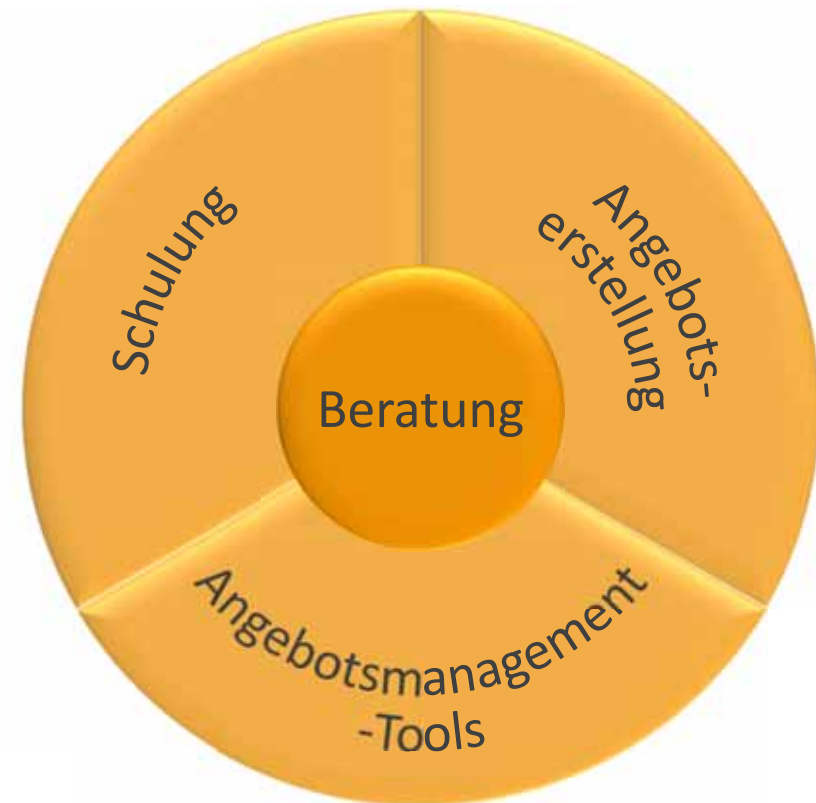 Schulung
Angebots-
erstellung
Beratung
Angebotsmanagement
-Tools